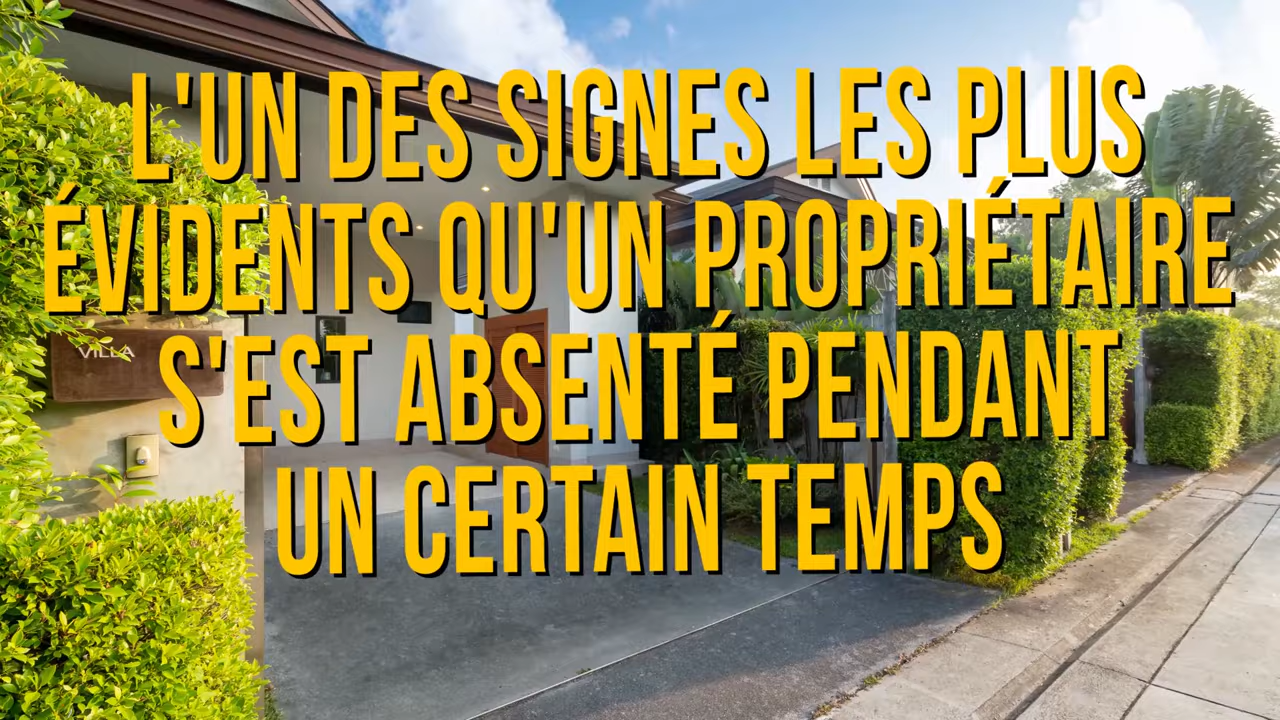 L'UN DES SIGNES LES PLUS
ÉVIDENTS QU'UN PROPRIÉTAIRE
S'EST ABSENTÉ PENDANT
UN CERTAIN TEMPS
VILLA